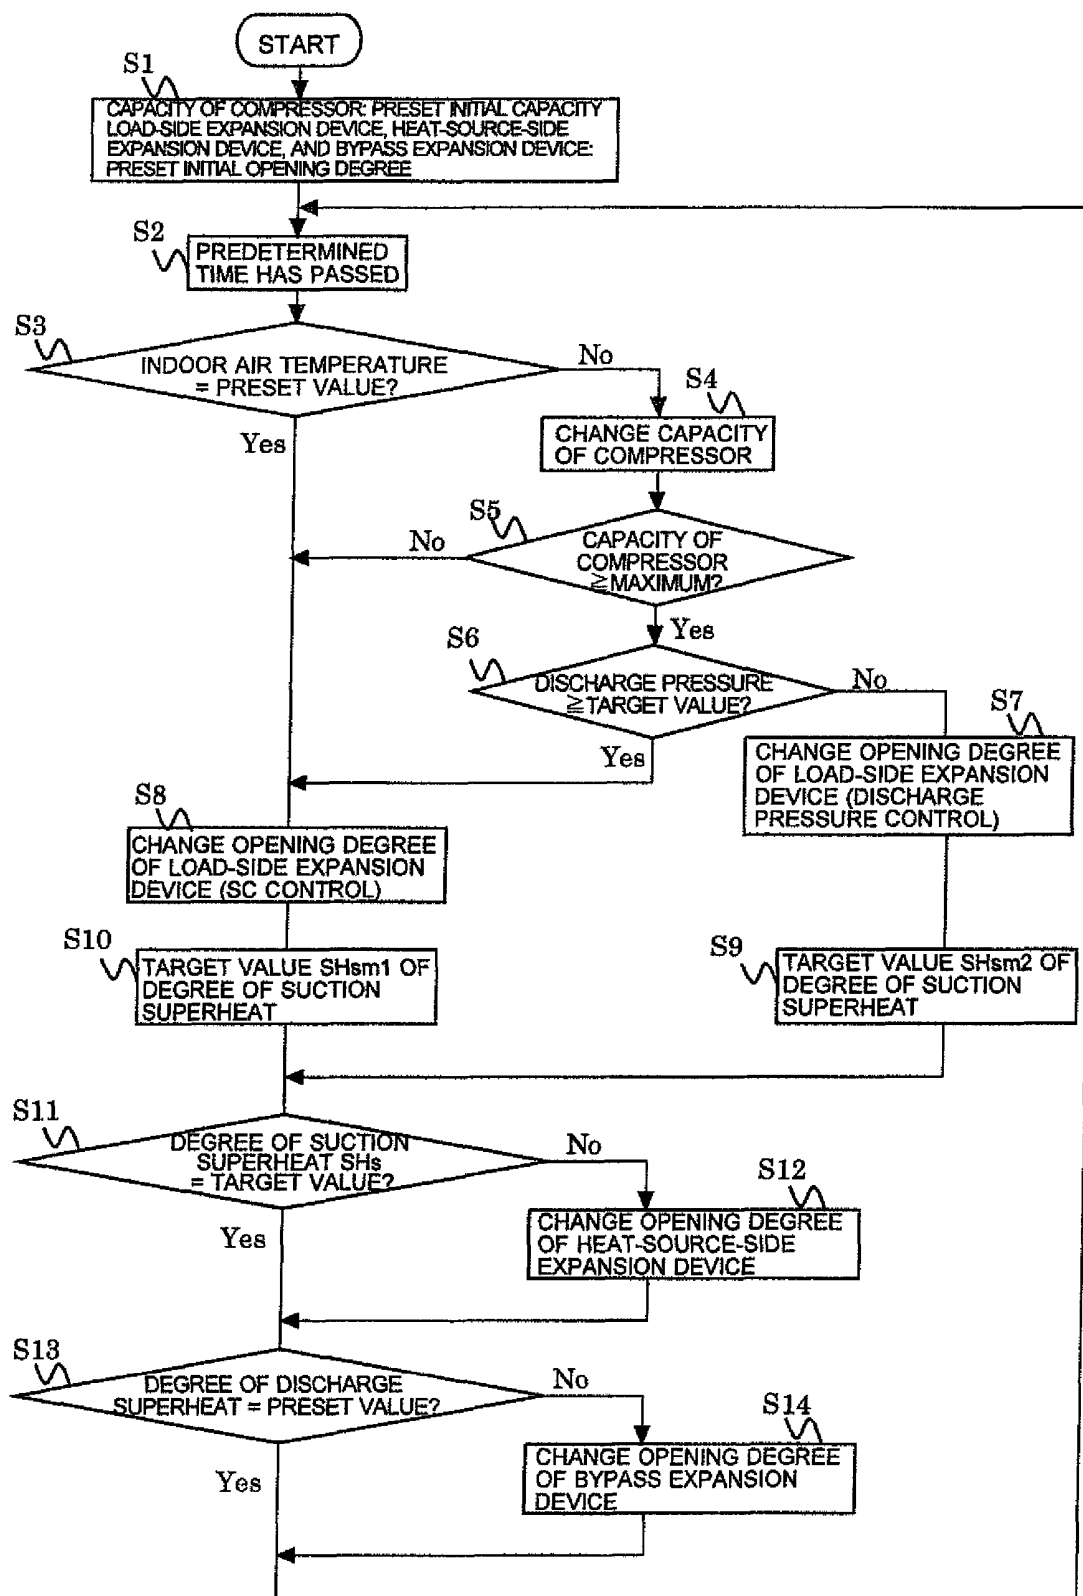 START
S1
CAPACITY OF COMPRESSOR: PRESET INITIAL CAPACITY
LOAD-SIDE EXPANSION DEVICE, HEAT-SOURCE-SIDE
EXPANSION DEVICE, AND BYPASS EXPANSION DEVICE:
PRESET INITIAL OPENING DEGREE
S2
PREDETERMINED
TIME HAS PASSED
S3
INDOOR AIR TEMPERATURE
= PRESET VALUE?
No
Yes
S4
CHANGE CAPACITY
OF COMPRESSOR
S5
CAPACITY OF
COMPRESSOR
≧MAXIMUM?
No
Yes
S6
DISCHARGE PRESSURE
≧TARGET VALUE?
No
Yes
S7
CHANGE OPENING DEGREE
OF LOAD-SIDE EXPANSION
DEVICE (DISCHARGE
PRESSURE CONTROL)
S8
CHANGE OPENING DEGREE
OF LOAD-SIDE EXPANSION
DEVICE (SC CONTROL)
S10
TARGET VALUE SHsm1 OF
DEGREE OF SUCTION
SUPERHEAT
S9
TARGET VALUE SHsm2 OF
DEGREE OF SUCTION
SUPERHEAT
S11
DEGREE OF SUCTION
SUPERHEAT SHs
= TARGET VALUE?
No
Yes
S12
CHANGE OPENING DEGREE
OF HEAT-SOURCE-SIDE
EXPANSION DEVICE
S13
DEGREE OF DISCHARGE
SUPERHEAT = PRESET VALUE?
No
Yes
S14
CHANGE OPENING DEGREE
OF BYPASS EXPANSION
DEVICE